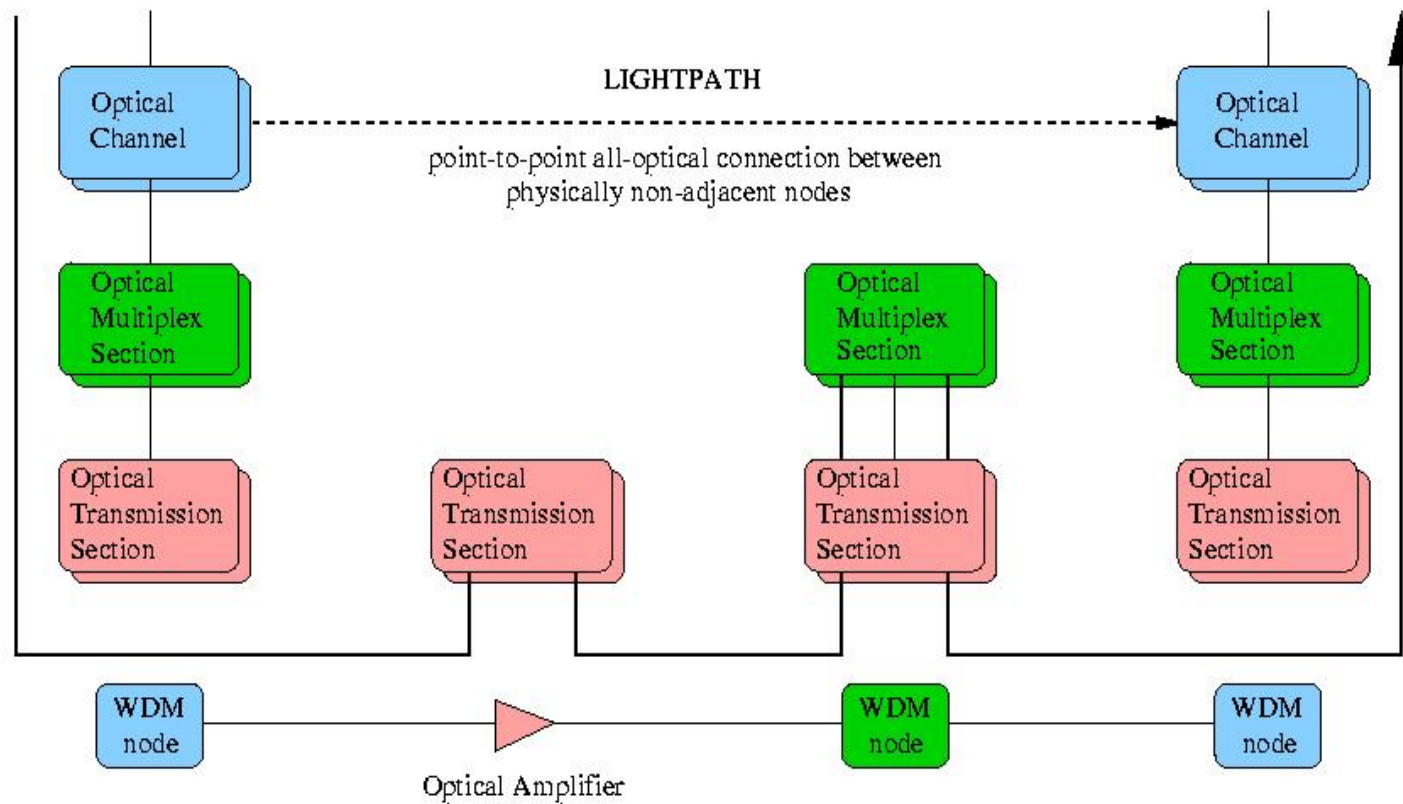 LIGHTPATH
Optical
Channel
Optical
Channel
point-to-point all-optical connection between
physically non-adjacent nodes
Optical
Multiplex
Section
Optical
Multiplex
Section
Optical
Multiplex
Section
Optical
Transmission
Section
Optical
Transmission
Section
Optical
Transmission
Section
Optical
Transmission
Section
WDM
node
WDM
node
WDM
node
Optical Amplifier